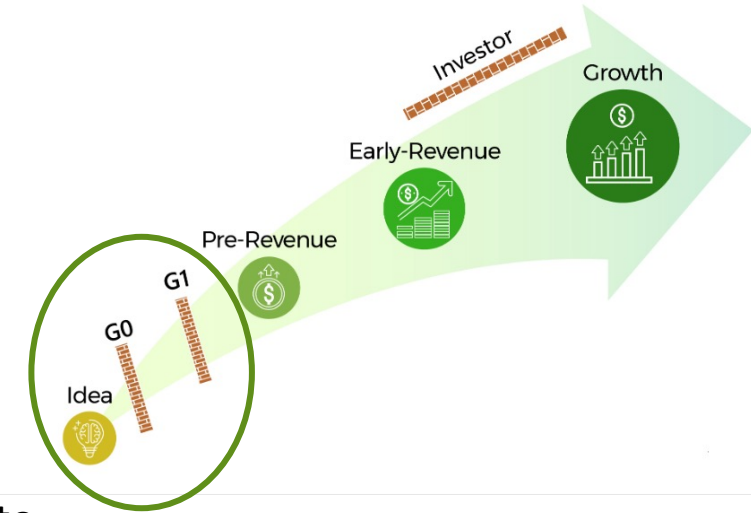 Investor
Growth
Early-Revenue
Pre-Revenue
G1
G0
Idea
$
$
$